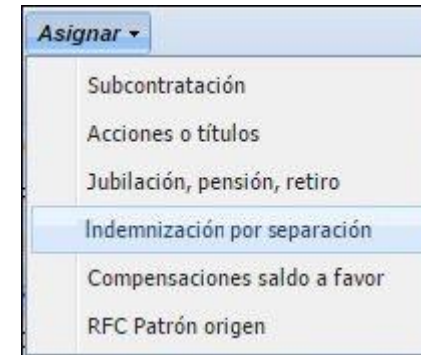 Asignar
Subcontratación
Acciones o títulos
Jubilación, pensión, retiro
Indemnización por separación
Compensaciones saldo a favor
RFC Patrón origen